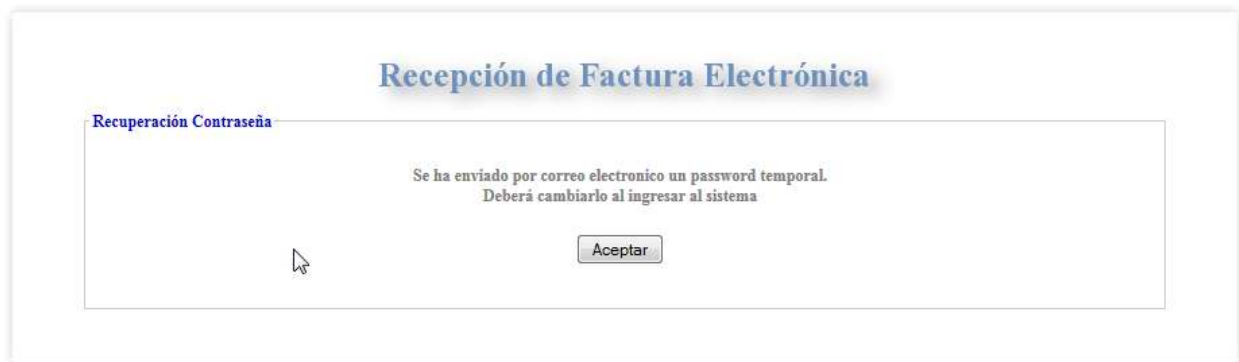 Recepción de Factura Electrónica
Recuperación Contraseña
Se ha enviado por correo electronico un password temporal.
Deberá cambiarlo al ingresar al sistema
Aceptar